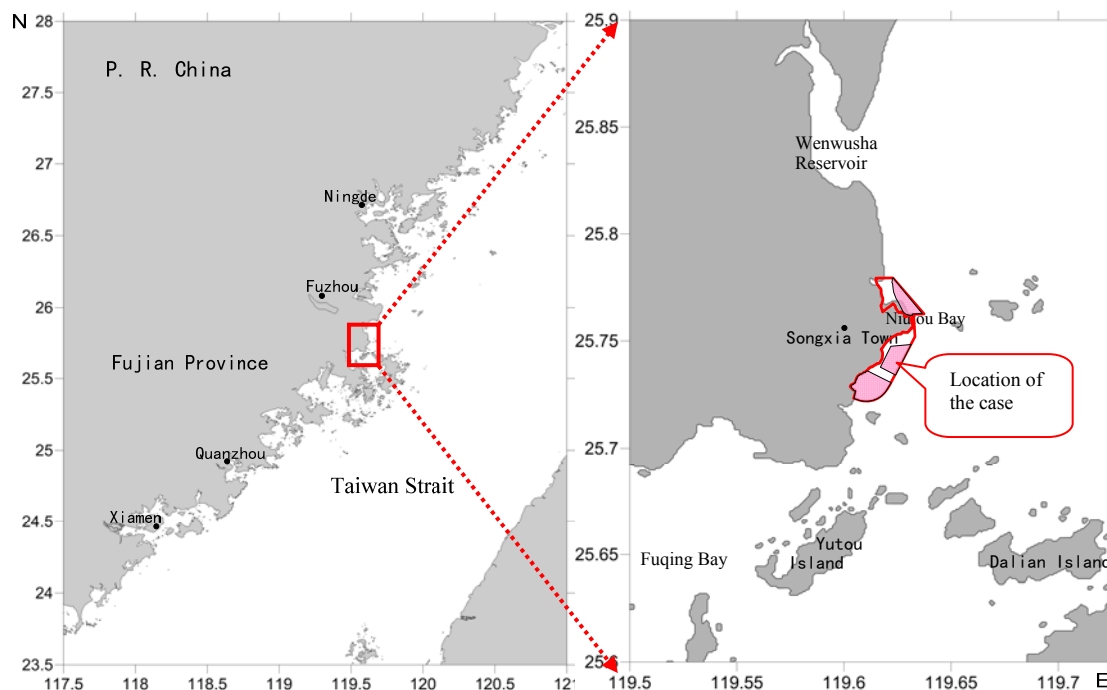 N
28
27.5
27
26.5
26
25.5
25
24.5
24
23.5
117.5
118
118.5
119
119.5
120
120.5
P. R. China
Ningde
Fuzhou
Fujian Province
Quanzhou
Taiwan Strait
Xiamen
25.9
25.85
25.8
25.75
25.7
25.65
119.5
119.55
119.6
119.65
119.7
E
Wenwusha
Reservoir
Niutou Bay
Songxia Town
Location of
the case
Yutou
Island
Fuqing Bay
Dalian Island